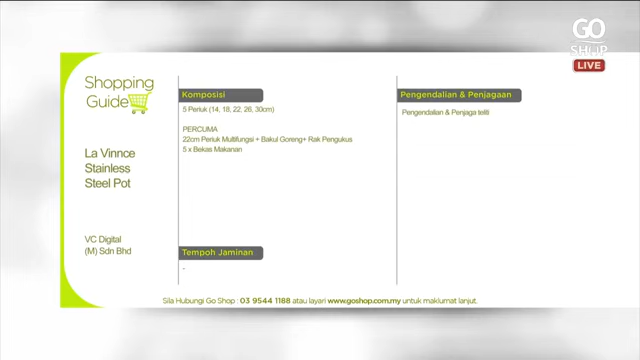 GO
SHOP
LIVE
Shopping
Guide
La Vinnce
Stainless
Steel Pot
VC Digital
(M) Sdn Bhd
Komposisi
5 Periuk (14, 18, 22, 26, 30cm)
PERCUMA
22cm Periuk Multifungsi + Bakul Goreng+ Rak Pengukus
5 x Bekas Makanan
Tempoh Jaminan
-
Pengendalian & Penjagaan
Pengendalian & Penjaga teliti
Sila Hubungi Go Shop : 03 9544 1188 atau layari www.goshop.com.my untuk maklumat lanjut.